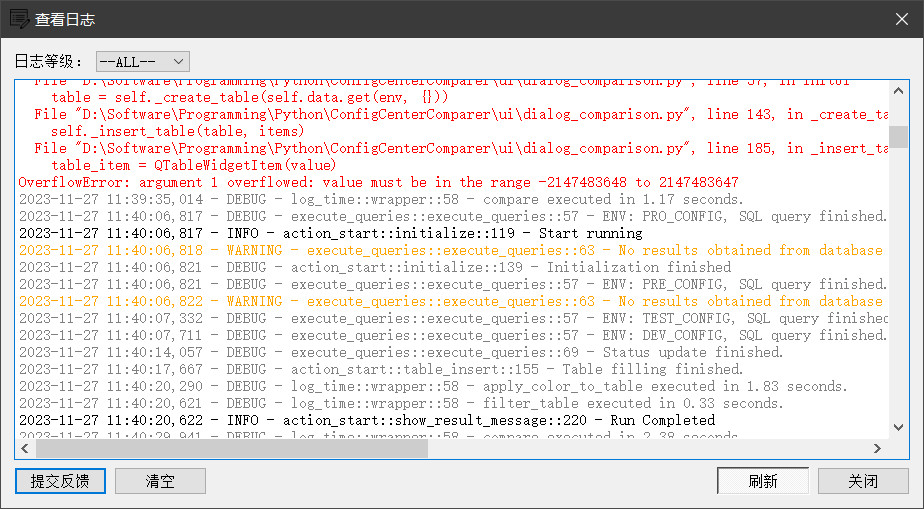 查看日志
日志等级： --ALL--
File "D:\Software\Programming\Python\ConfigCenterComparer\ui\dialog_comparison.py", line 57, in initUI
table = self._create_table(self.data.get(env, {}))
File "D:\Software\Programming\Python\ConfigCenterComparer\ui\dialog_comparison.py", line 143, in _create_ta
self._insert_table(table, items)
File "D:\Software\Programming\Python\ConfigCenterComparer\ui\dialog_comparison.py", line 185, in _insert_ta
table_item = QTableWidgetItem(value)
OverflowError: argument 1 overflowed: value must be in the range -2147483648 to 2147483647
2023-11-27 11:39:35,014 - DEBUG - log_time::wrapper::58 - compare executed in 1.17 seconds.
2023-11-27 11:40:06,817 - DEBUG - execute_queries::execute_queries::57 - ENV: PRO_CONFIG, SQL query finished.
2023-11-27 11:40:06,817 - INFO - action_start::initialize::119 - Start running
2023-11-27 11:40:06,818 - WARNING - execute_queries::execute_queries::63 - No results obtained from database
2023-11-27 11:40:06,821 - DEBUG - action_start::initialize::139 - Initialization finished
2023-11-27 11:40:06,821 - DEBUG - execute_queries::execute_queries::57 - ENV: PRE_CONFIG, SQL query finished.
2023-11-27 11:40:06,822 - WARNING - execute_queries::execute_queries::63 - No results obtained from database
2023-11-27 11:40:07,332 - DEBUG - execute_queries::execute_queries::57 - ENV: TEST_CONFIG, SQL query finished
2023-11-27 11:40:07,711 - DEBUG - execute_queries::execute_queries::57 - ENV: DEV_CONFIG, SQL query finished.
2023-11-27 11:40:14,057 - DEBUG - execute_queries::execute_queries::69 - Status update finished.
2023-11-27 11:40:17,667 - DEBUG - action_start::table_insert::155 - Table filling finished.
2023-11-27 11:40:20,290 - DEBUG - log_time::wrapper::58 - apply_color_to_table executed in 1.83 seconds.
2023-11-27 11:40:20,621 - DEBUG - log_time::wrapper::58 - filter_table executed in 0.33 seconds.
2023-11-27 11:40:20,622 - INFO - action_start::show_result_message::220 - Run Completed
2023-11-27 11:40:29,941 - DEBUG - log_time::wrapper::58 - compare executed in 2.38 seconds.
提交反馈 清空 刷新 关闭